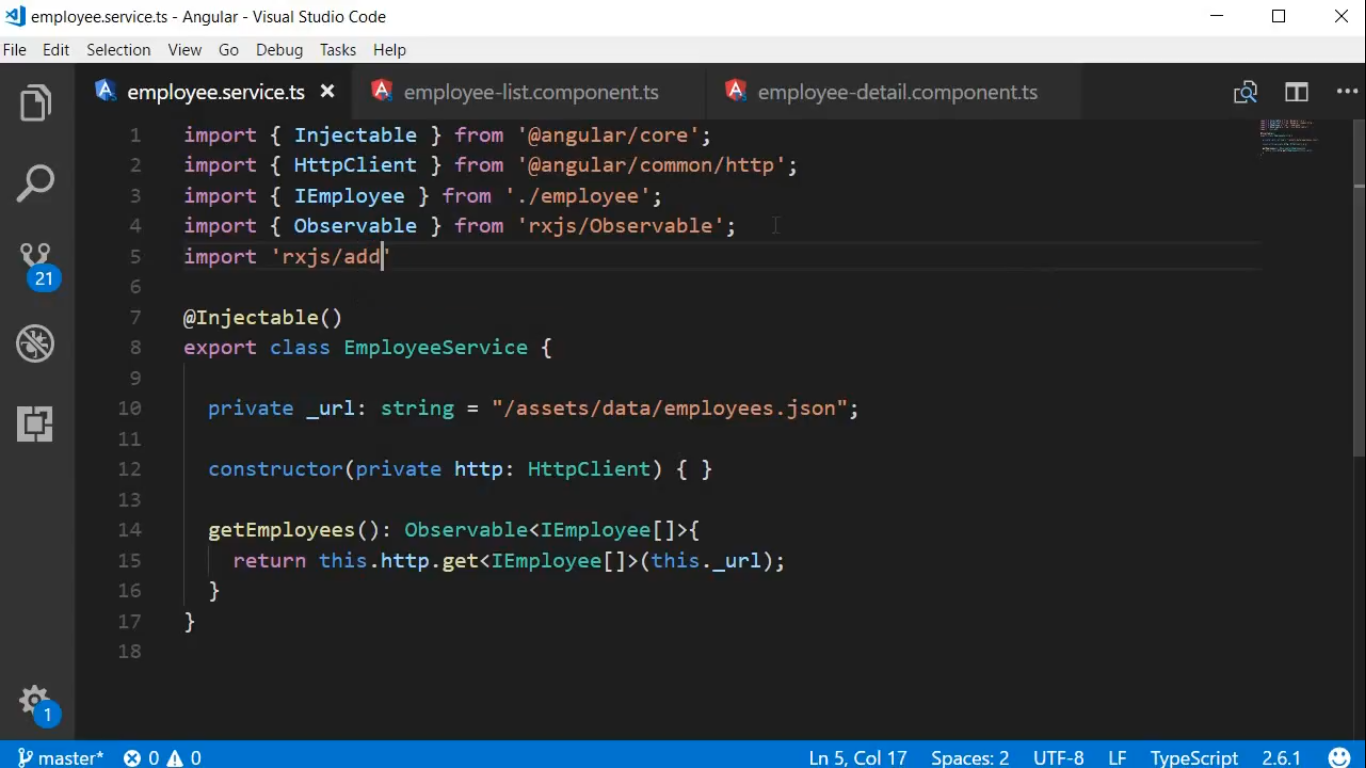 employee.service.ts - Angular - Visual Studio Code
File Edit Selection View Go Debug Tasks Help
employee.service.ts employee-list.component.ts employee-detail.component.ts
1 import { Injectable } from '@angular/core';
2 import { HttpClient } from '@angular/common/http';
3 import { IEmployee } from './employee';
4 import { Observable } from 'rxjs/Observable';
5 import 'rxjs/add'
6
7 @Injectable()
8 export class EmployeeService {
9
10 private _url: string = "/assets/data/employees.json";
11
12 constructor(private http: HttpClient) { }
13
14 getEmployees(): Observable<IEmployee[]>{
15 return this.http.get<IEmployee[]>(this._url);
16 }
17 }
18
21
1
master* 0 0 Ln 5, Col 17 Spaces: 2 UTF-8 LF TypeScript 2.6.1